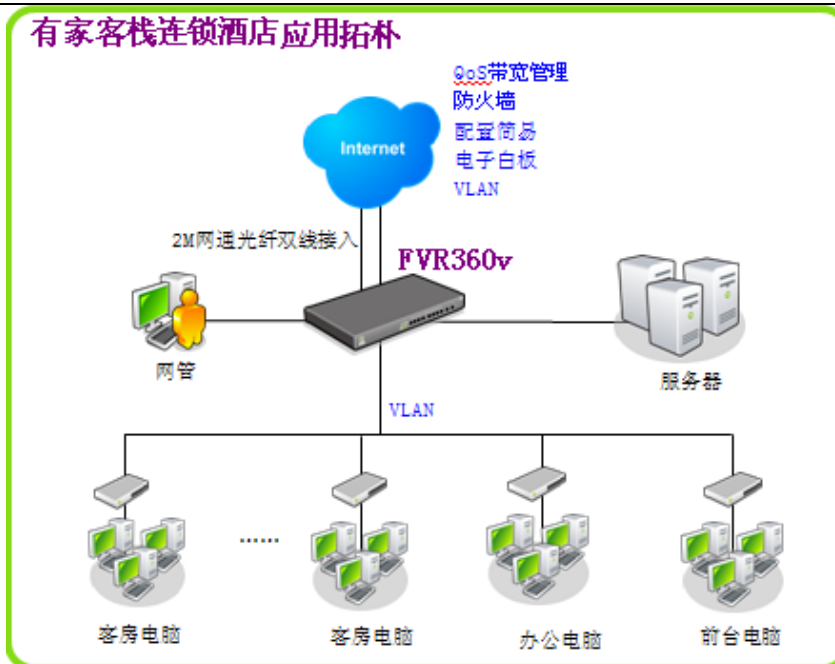 有家客栈连锁酒店应用拓朴
QoS带宽管理
防火墙
配置简易
电子白板
VLAN
Internet
2M网通光纤双线接入
FVR360v
网管
服务器
VLAN
......
客房电脑
客房电脑
办公电脑
前台电脑